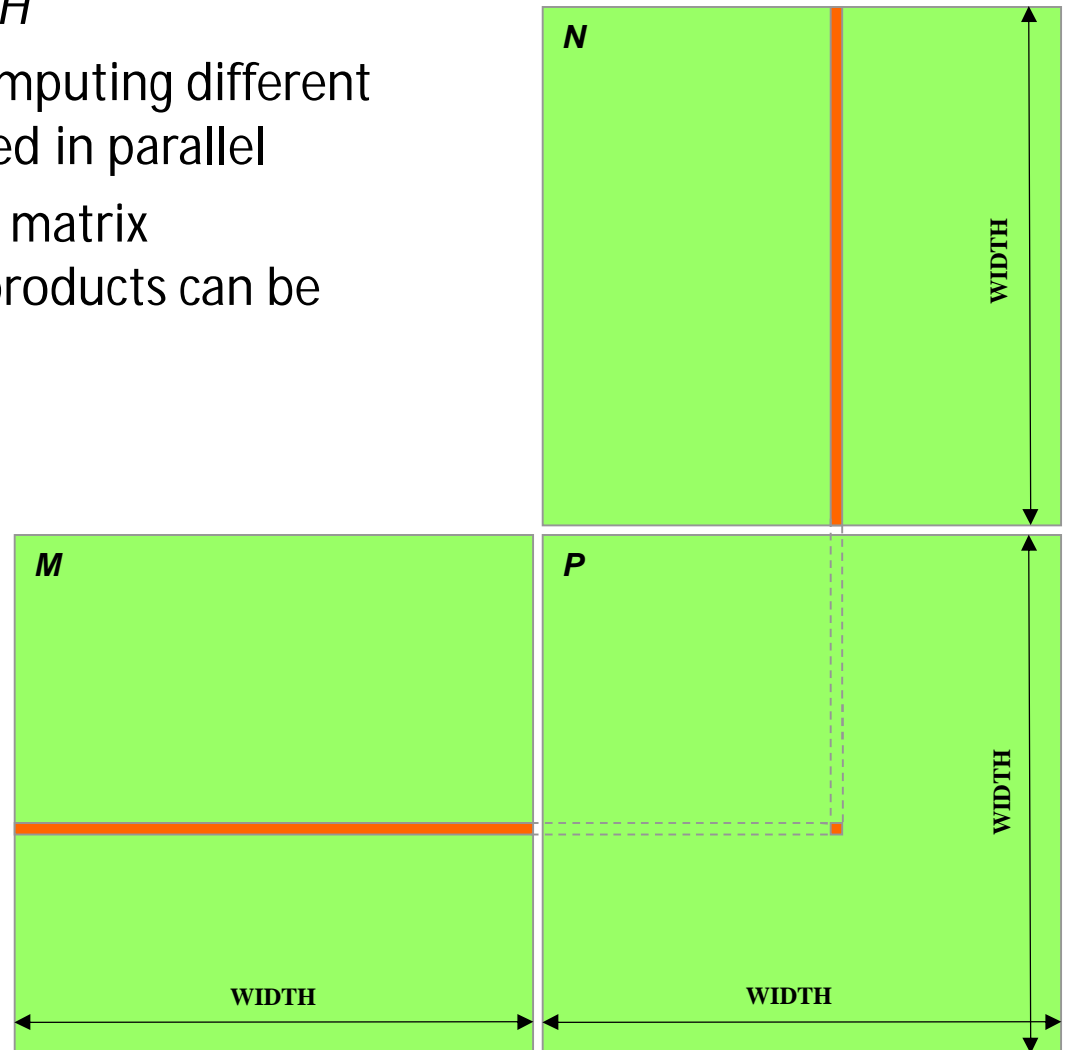 H
mputing different
ed in parallel
matrix
products can be
N
WIDTH
M
P
WIDTH
WIDTH
WIDTH